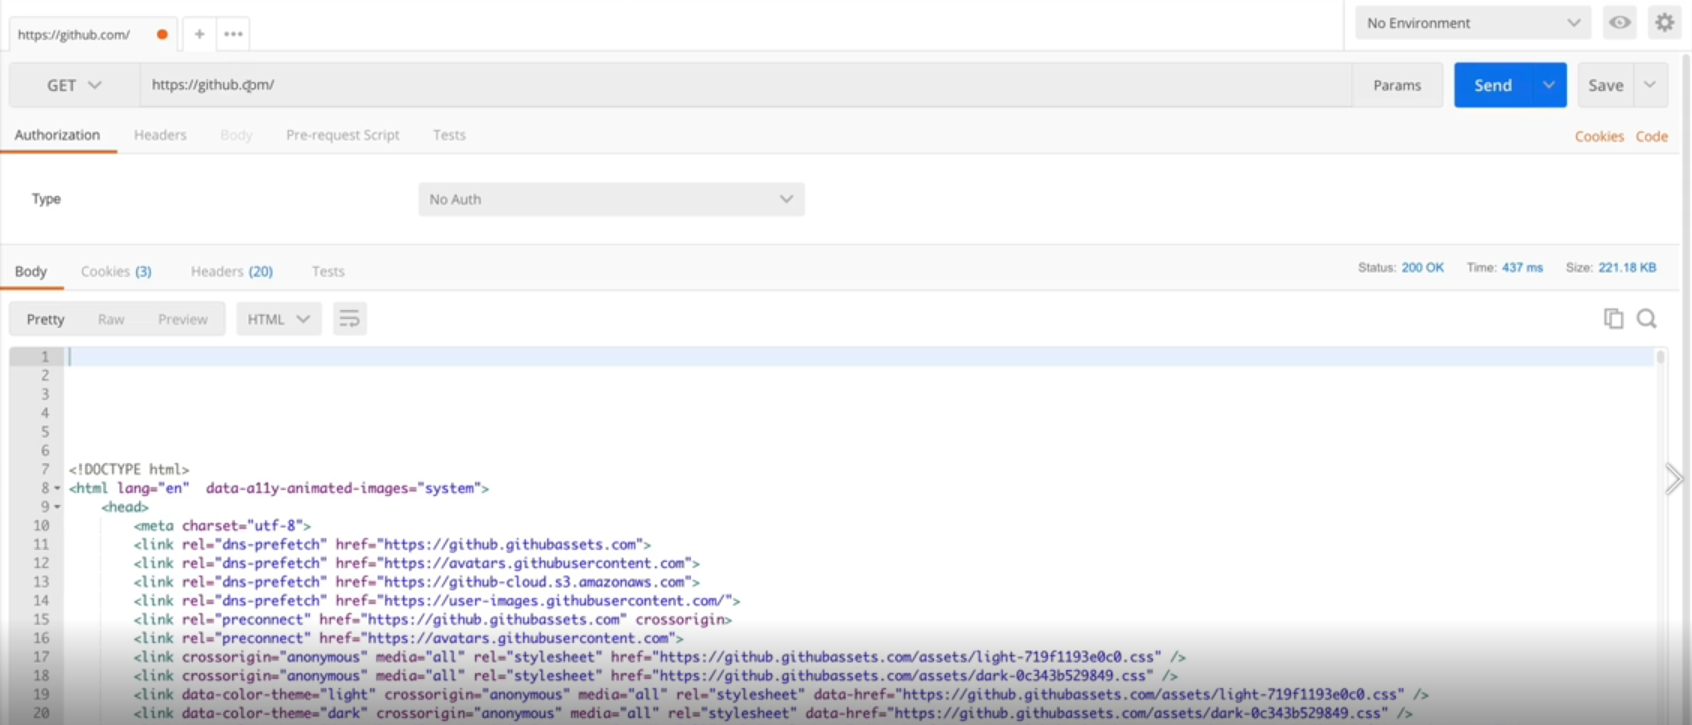 https://github.com/ + ••• No Environment
GET https://github.com/ Params Send Save
Authorization Headers Body Pre-request Script Tests Cookies Code
Type No Auth
Body Cookies (3) Headers (20) Tests Status: 200 OK Time: 437 ms Size: 221.18 KB
Pretty Raw Preview HTML
1
2
3
4
5
6
7 <!DOCTYPE html>
8 <html lang="en"  data-a11y-animated-images="system">
9 <head>
10 <meta charset="utf-8">
11 <link rel="dns-prefetch" href="https://github.githubassets.com">
12 <link rel="dns-prefetch" href="https://avatars.githubusercontent.com">
13 <link rel="dns-prefetch" href="https://github-cloud.s3.amazonaws.com">
14 <link rel="dns-prefetch" href="https://user-images.githubusercontent.com/">
15 <link rel="preconnect" href="https://github.githubassets.com" crossorigin>
16 <link rel="preconnect" href="https://avatars.githubusercontent.com">
17 <link crossorigin="anonymous" media="all" rel="stylesheet" href="https://github.githubassets.com/assets/light-719f1193e0c0.css" />
18 <link crossorigin="anonymous" media="all" rel="stylesheet" href="https://github.githubassets.com/assets/dark-0c343b529849.css" />
19 <link data-color-theme="light" crossorigin="anonymous" media="all" rel="stylesheet" data-href="https://github.githubassets.com/assets/light-719f1193e0c0.css" />
20 <link data-color-theme="dark" crossorigin="anonymous" media="all" rel="stylesheet" data-href="https://github.githubassets.com/assets/dark-0c343b529849.css" />